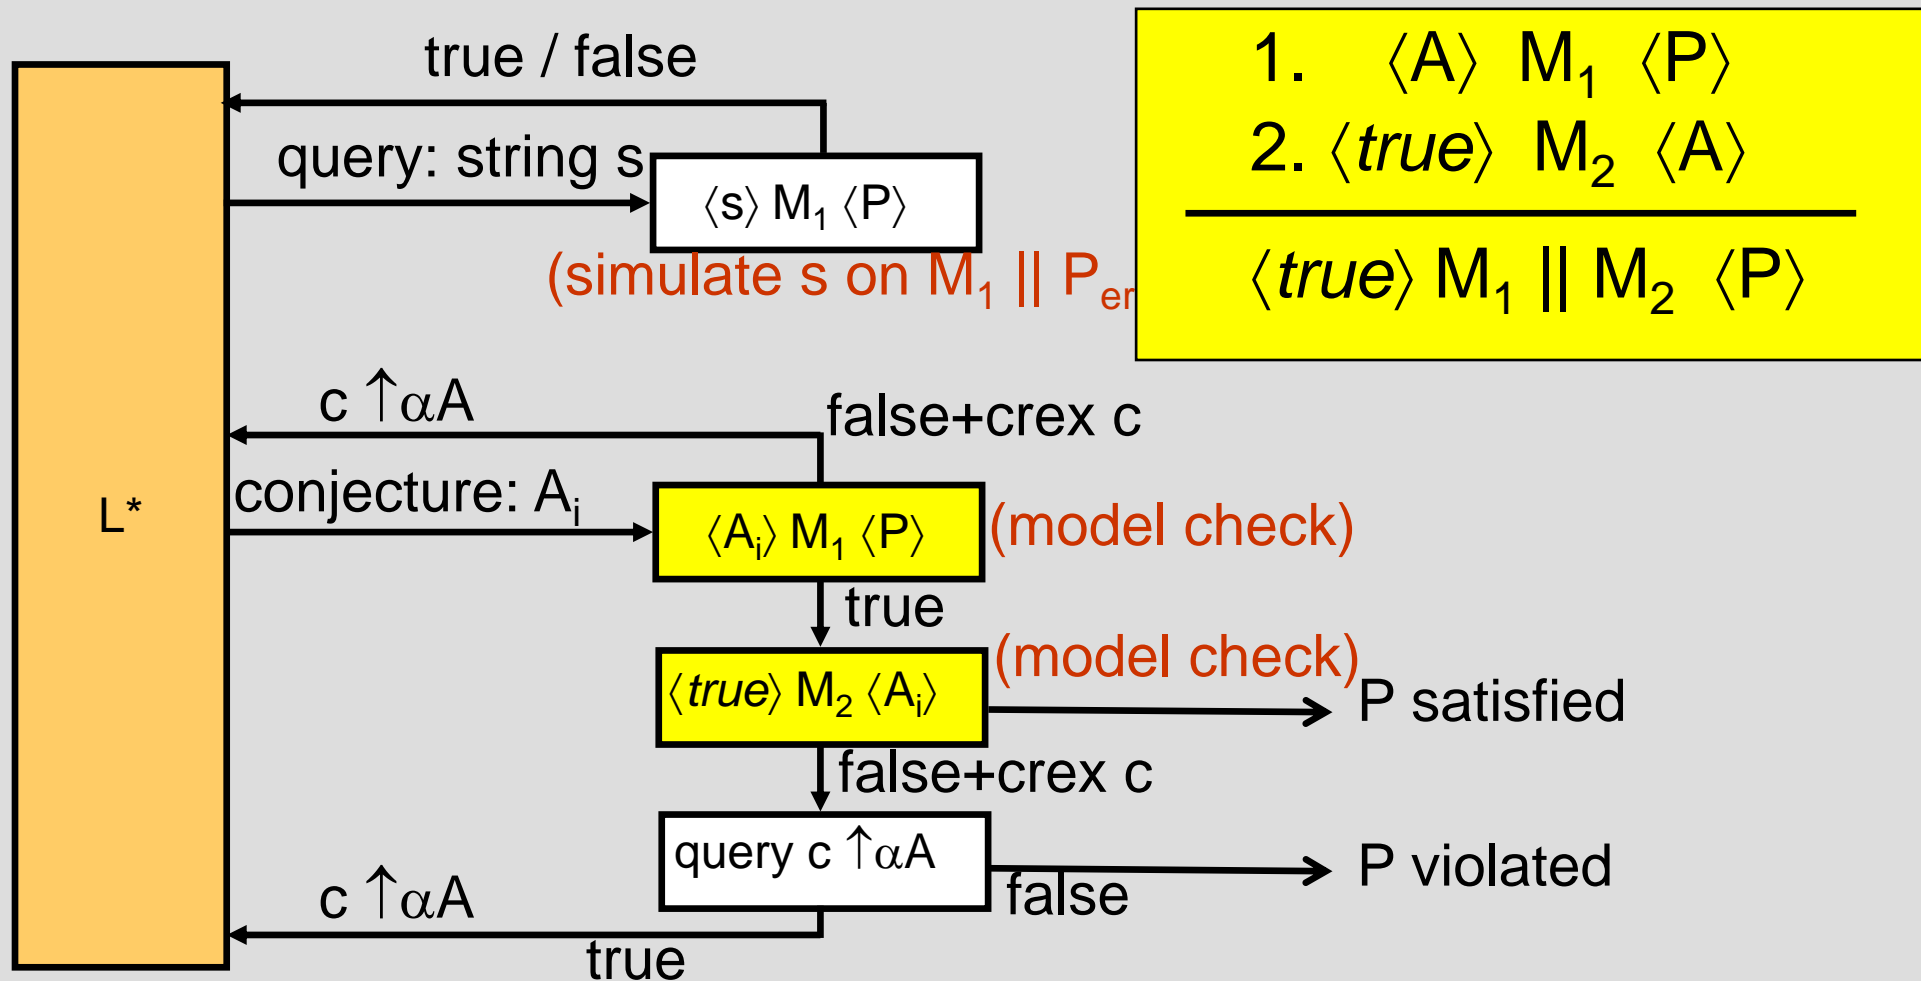 true / false
query: string s
⟨s⟩ M₁ ⟨P⟩
(simulate s on M₁ || P_er
1. ⟨A⟩ M₁ ⟨P⟩
2. ⟨true⟩ M₂ ⟨A⟩
⟨true⟩ M₁ || M₂ ⟨P⟩
c ↑αA
false+crex c
L*
conjecture: Aᵢ
⟨Aᵢ⟩ M₁ ⟨P⟩
(model check)
true
⟨true⟩ M₂ ⟨Aᵢ⟩
(model check)
P satisfied
false+crex c
query c ↑αA
false
P violated
c ↑αA
true